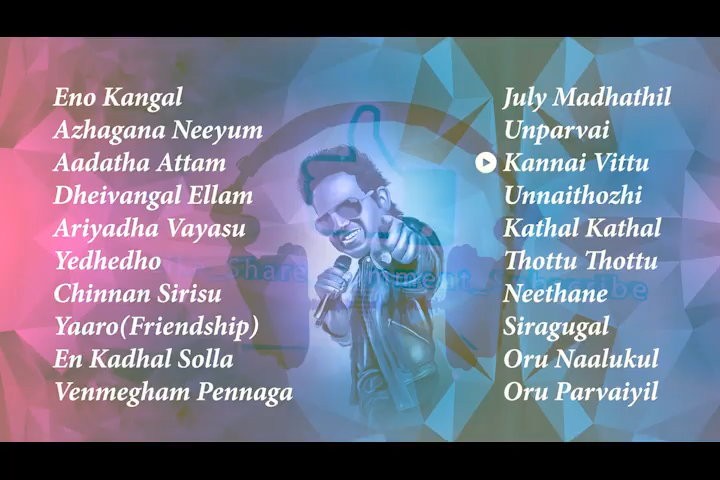 Eno Kangal
Azhagana Neeyum
Aadatha Attam
Dheivangal Ellam
Ariyadha Vayasu
Yedhedho
Chinnan Sirisu
Yaaro(Friendship)
En Kadhal Solla
Venmegham Pennaga
July Madhathil
Unparvai
Kannai Vittu
Unnaithozhi
Kathal Kathal
Thottu Thottu
Neethane
Siragugal
Oru Naalukul
Oru Parvaiyil